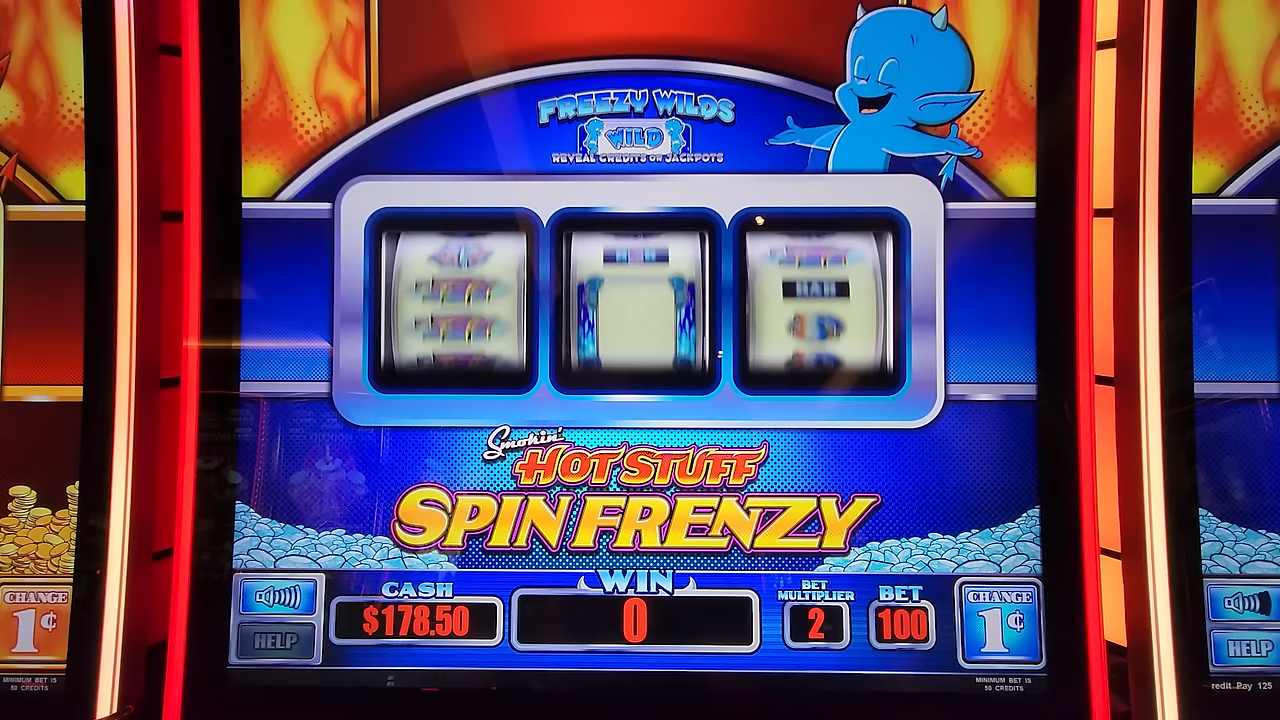 FREEZY WILDS
WILD
REVEAL CREDITS OR JACKPOTS
BAR
Smokin'
HOT STUFF
SPIN FRENZY
CASH
$178.50
WIN
0
BET
MULTIPLIER
2
BET
100
CHANGE
1¢
HELP
MINIMUM BET IS
50 CREDITS
CHANGE
1¢
MINIMUM BET IS
50 CREDITS
HELP
redit Pay 125